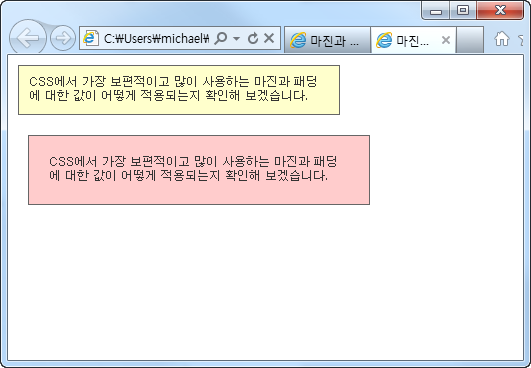 C:₩Users₩michael₩
마진과 ...
마진...
CSS에서 가장 보편적이고 많이 사용하는 마진과 패딩
에 대한 값이 어떻게 적용되는지 확인해 보겠습니다.
CSS에서 가장 보편적이고 많이 사용하는 마진과 패딩
에 대한 값이 어떻게 적용되는지 확인해 보겠습니다.